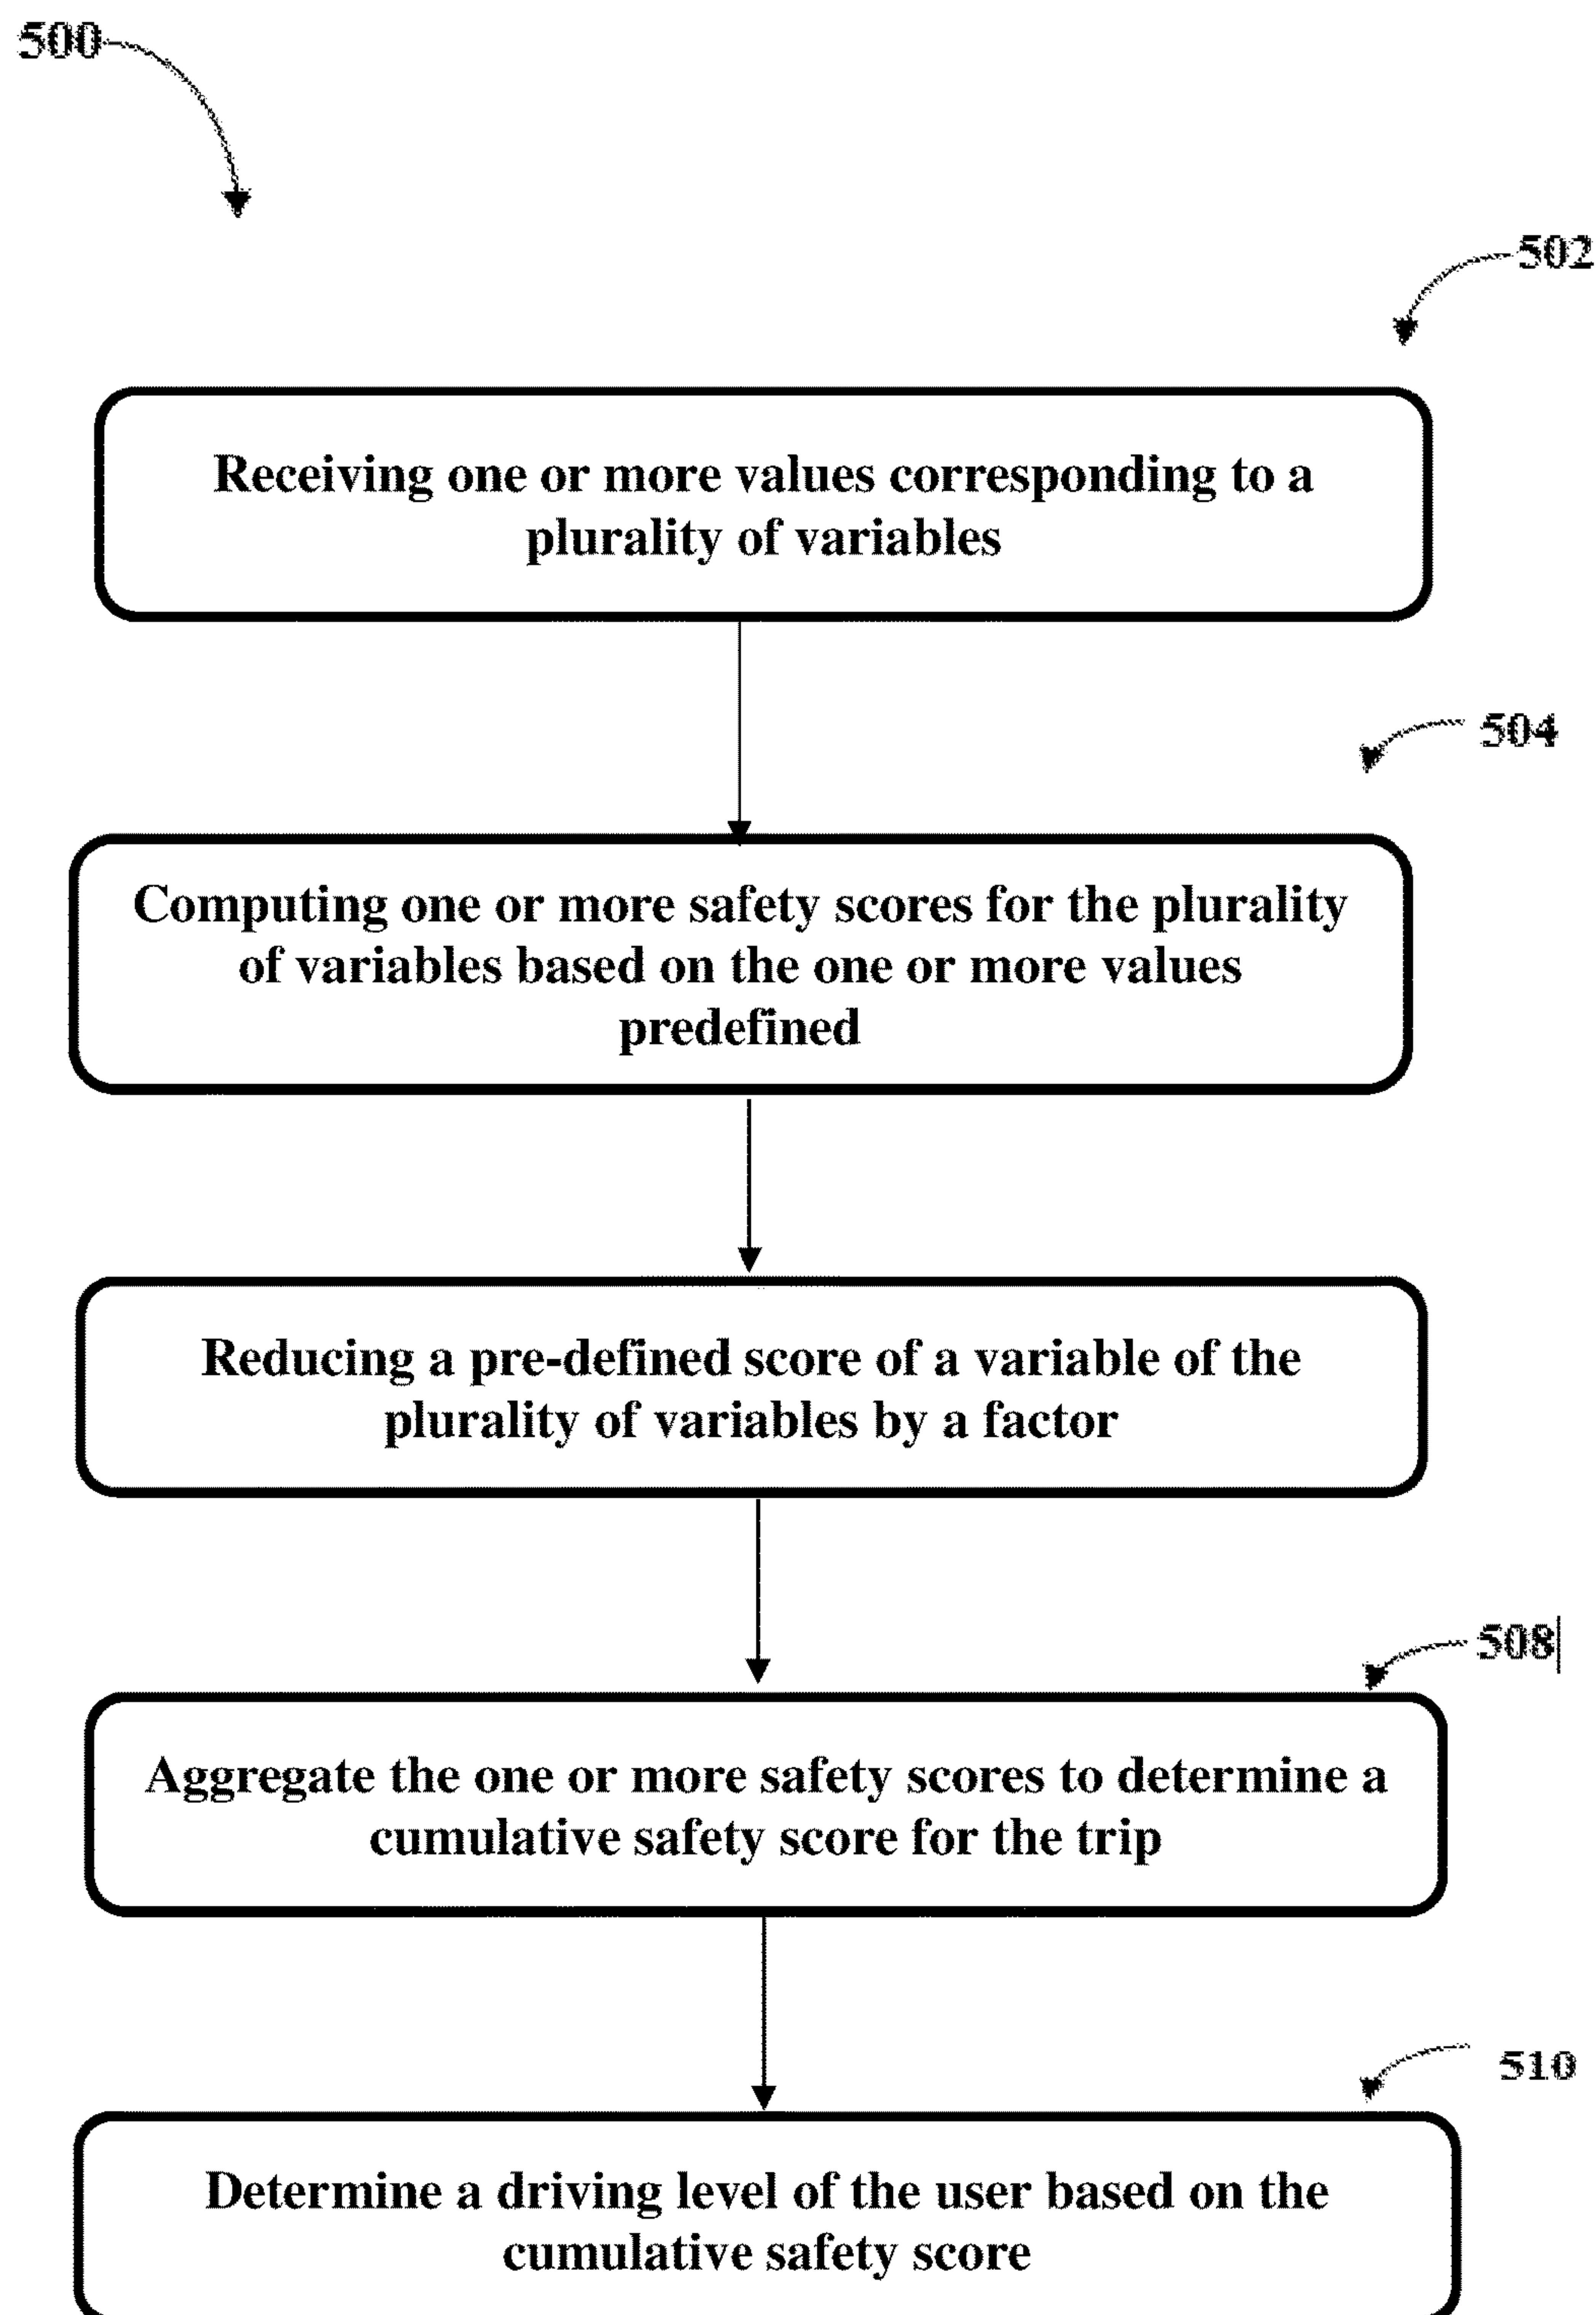 500
502
Receiving one or more values corresponding to a
plurality of variables
504
Computing one or more safety scores for the plurality
of variables based on the one or more values
predefined
Reducing a pre-defined score of a variable of the
plurality of variables by a factor
508
Aggregate the one or more safety scores to determine a
cumulative safety score for the trip
510
Determine a driving level of the user based on the
cumulative safety score